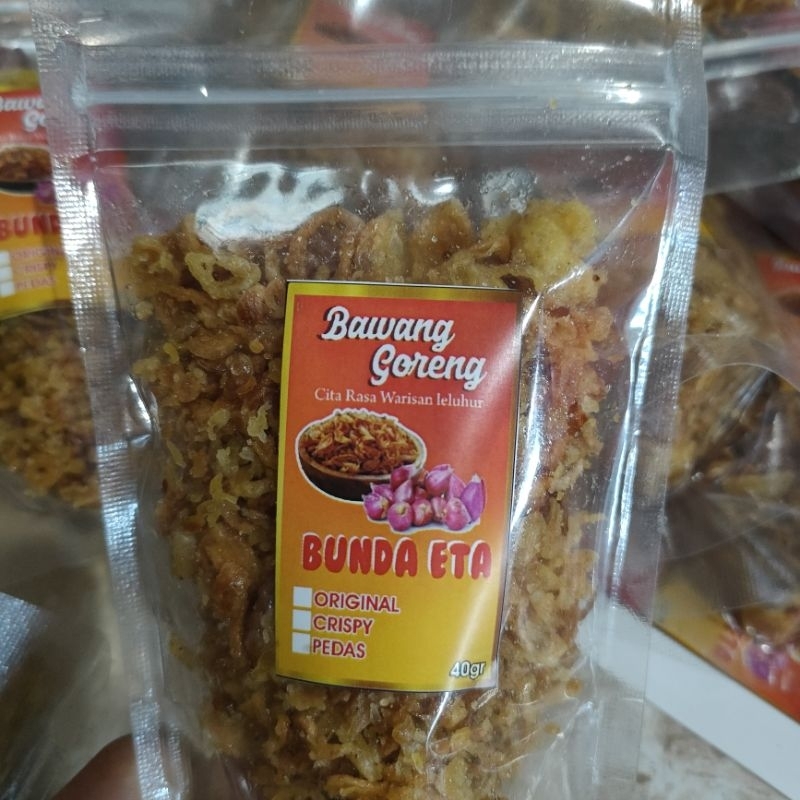 Bawang
Goreng
Cita Rasa Warisan leluhur
BUNDA ETA
ORIGINAL
CRISPY
PEDAS
40gr